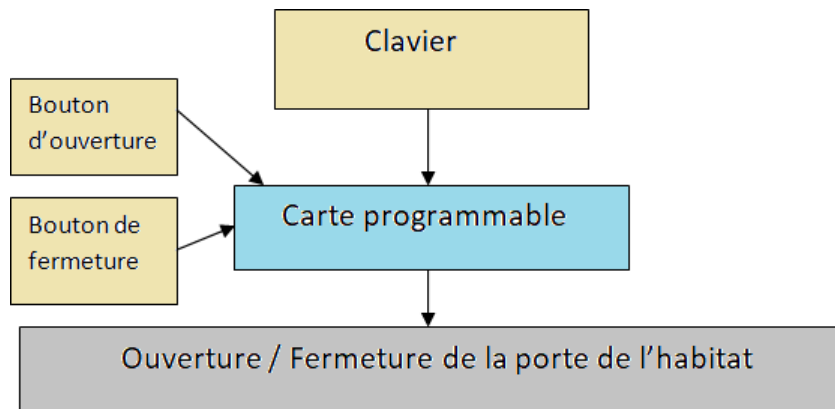 Clavier
Bouton
d’ouverture
Carte programmable
Bouton de
fermeture
Ouverture / Fermeture de la porte de l’habitat